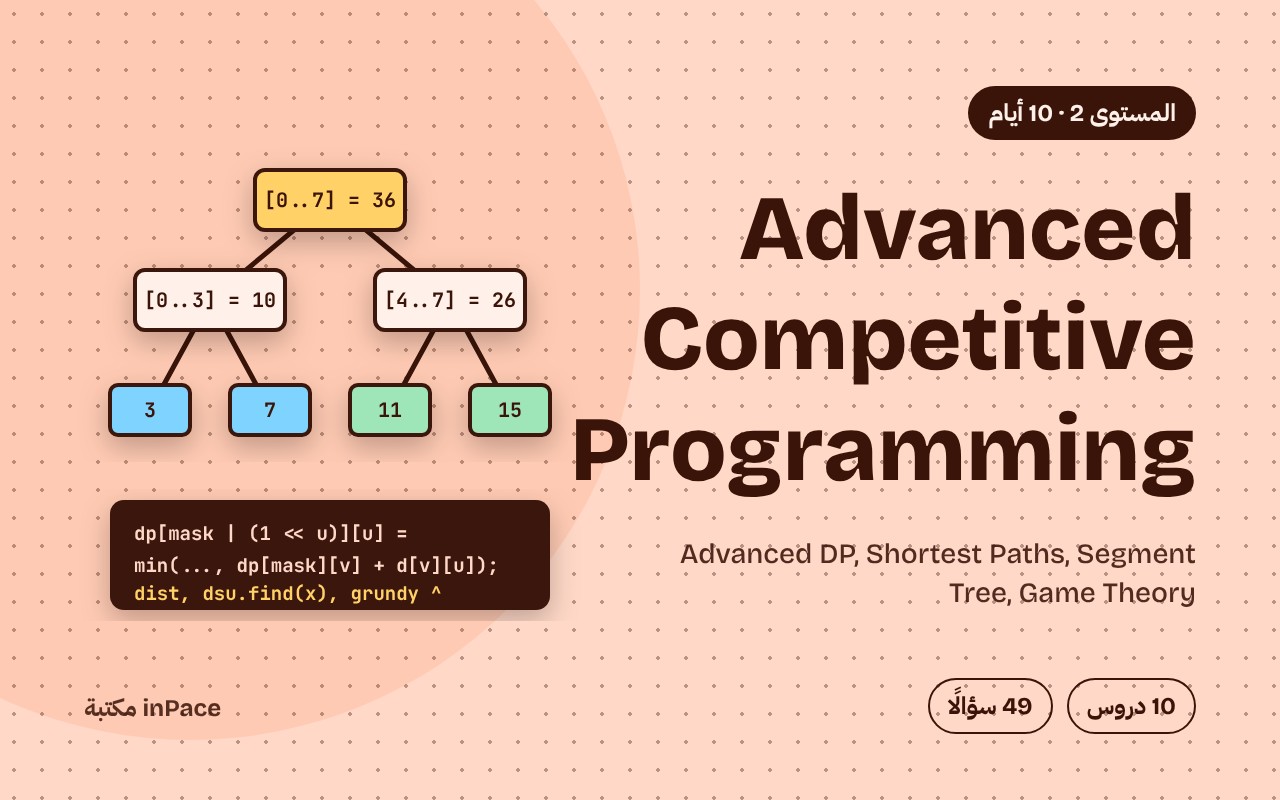 المستوى 2 · 10 أيام
Advanced
Competitive
Programming
Advanced DP, Shortest Paths, Segment
Tree, Game Theory
10 دروس
49 سؤالًا
[0..7] = 36
[0..3] = 10
[4..7] = 26
3
7
11
15
dp[mask | (1 << u)][u] =
min(..., dp[mask][v] + d[v][u]);
dist, dsu.find(x), grundy ^
مكتبة inPace